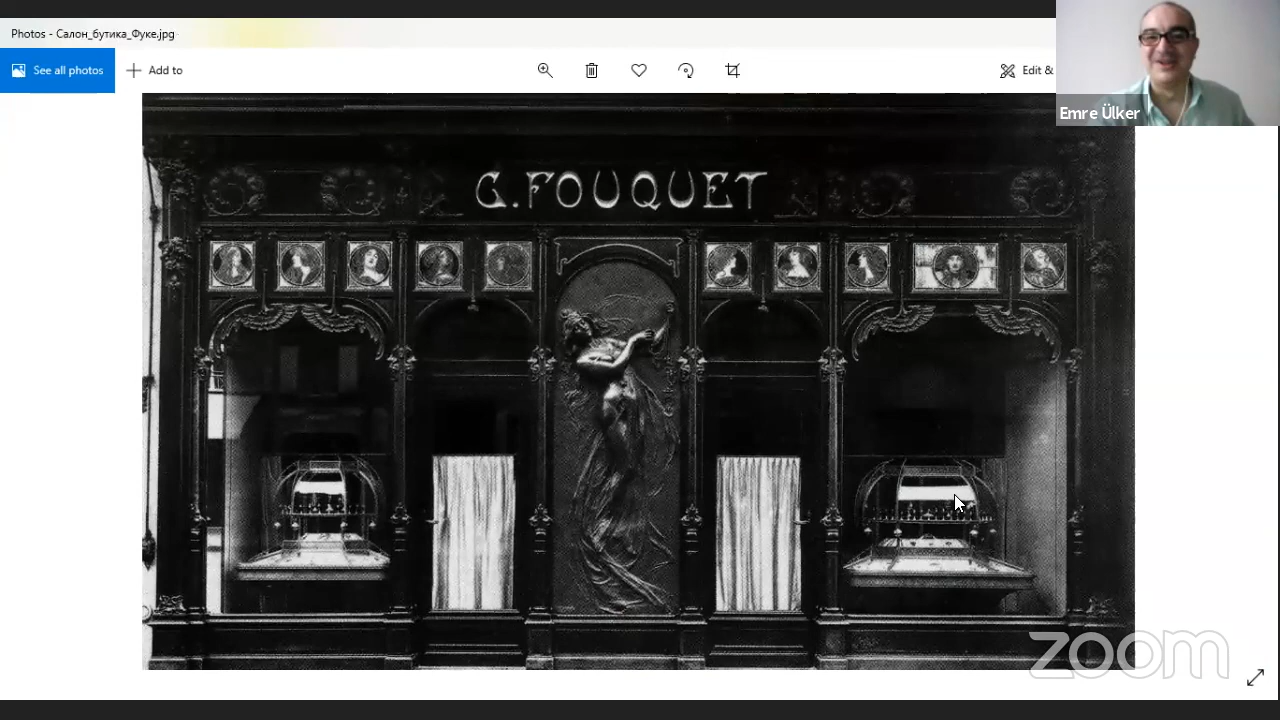 Photos - Салон_бутика_Фуке.jpg
See all photos
Add to
Edit &
Emre Ülker
G. FOUQUET
zoom